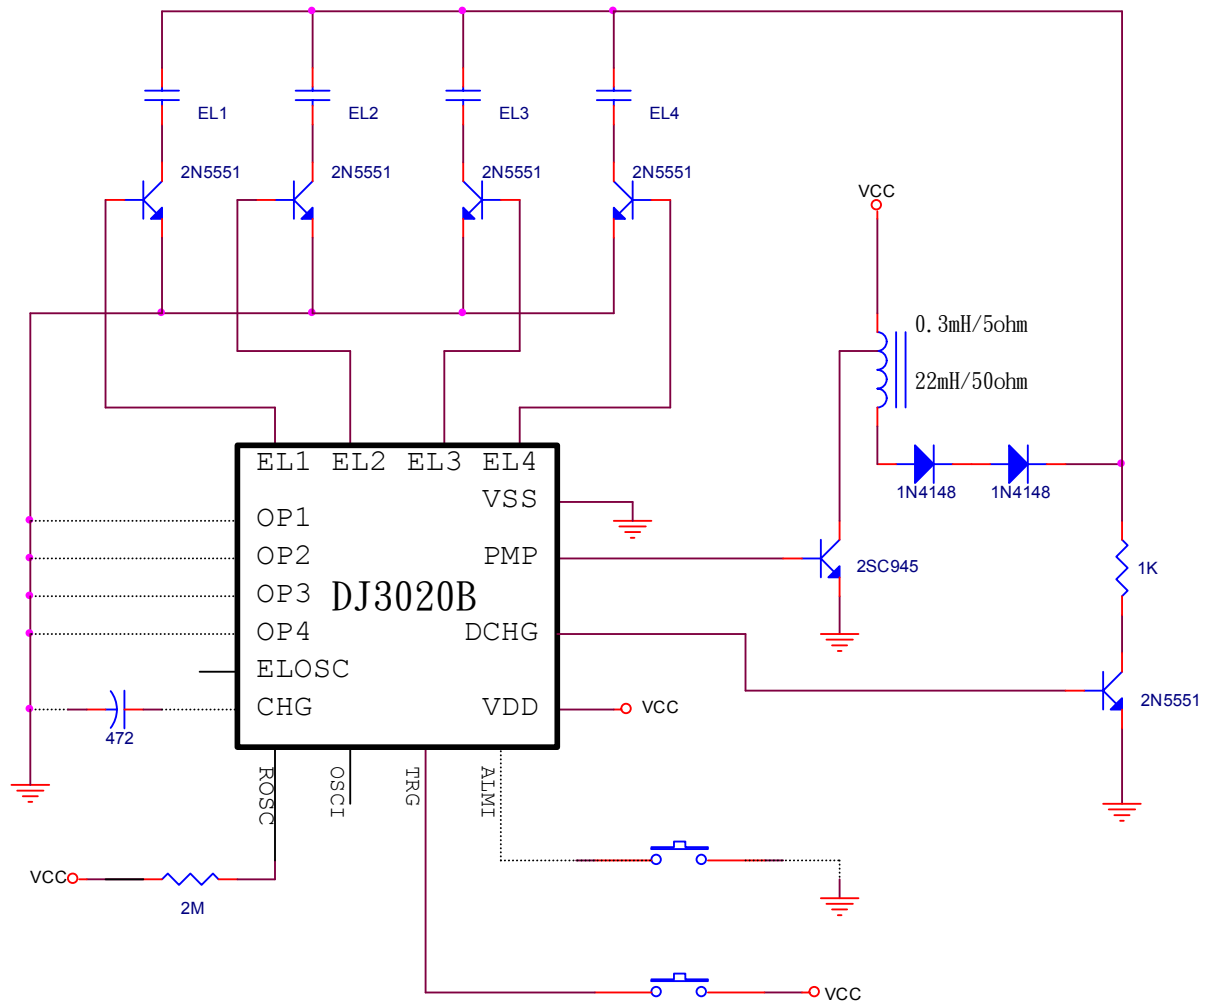 EL1
EL2
EL3
EL4
2N5551
2N5551
2N5551
2N5551
VCC
0.3mH/5ohm
22mH/50ohm
EL1 EL2 EL3 EL4
VSS
1N4148
1N4148
OP1
OP2
PMP
2SC945
1K
OP3
DJ3020B
OP4
DCHG
ELOSC
CHG
VDD
VCC
2N5551
472
ROSC
OSCI
TRG
ALMI
VCC
2M
VCC